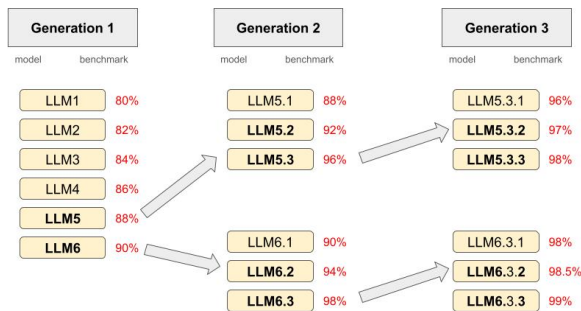 Generation 1 Generation 2 Generation 3
model benchmark model benchmark model benchmark
LLM1 80% LLM5.1 88% LLM5.3.1 96%
LLM2 82% LLM5.2 92% LLM5.3.2 97%
LLM3 84% LLM5.3 96% LLM5.3.3 98%
LLM4 86%
LLM5 88%
LLM6 90% LLM6.1 90% LLM6.3.1 98%
LLM6.2 94% LLM6.3.2 98.5%
LLM6.3 98% LLM6.3.3 99%